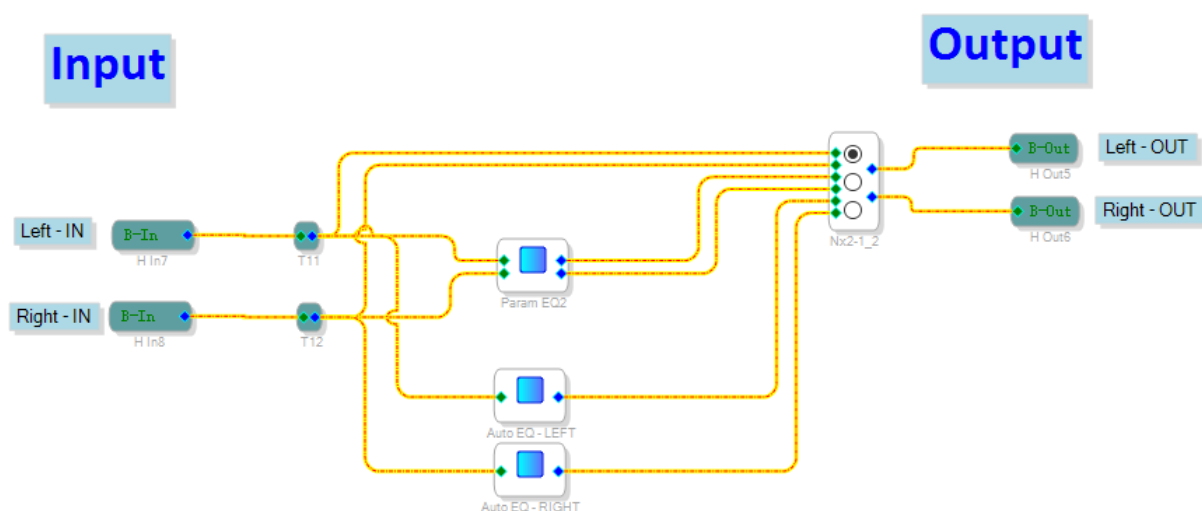 Input
Output
B-Out
Left - OUT
H Out5
B-Out
Right - OUT
H Out6
Nx2-1_2
Left - IN
B-In
H In7
T11
Param EQ2
Right - IN
B-In
H In8
T12
Auto EQ - LEFT
Auto EQ - RIGHT